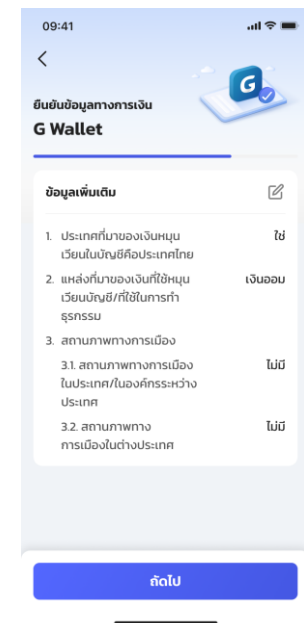 09:41
G
ยืนยันข้อมูลทางการเงิน
G Wallet
ข้อมูลเพิ่มเติม
1. ประเทศที่มาของเงินหมุน ใช่
เวียนในบัญชีคือประเทศไทย
2. แหล่งที่มาของเงินที่ใช้หมุน เงินออม
เวียนบัญชี/ที่ใช้ในการทำ
ธุรกรรม
3. สถานภาพทางการเมือง
3.1. สถานภาพทางการเมือง ไม่มี
ในประเทศ/ในองค์กรระหว่าง
ประเทศ
3.2. สถานภาพทาง ไม่มี
การเมืองในต่างประเทศ
ถัดไป